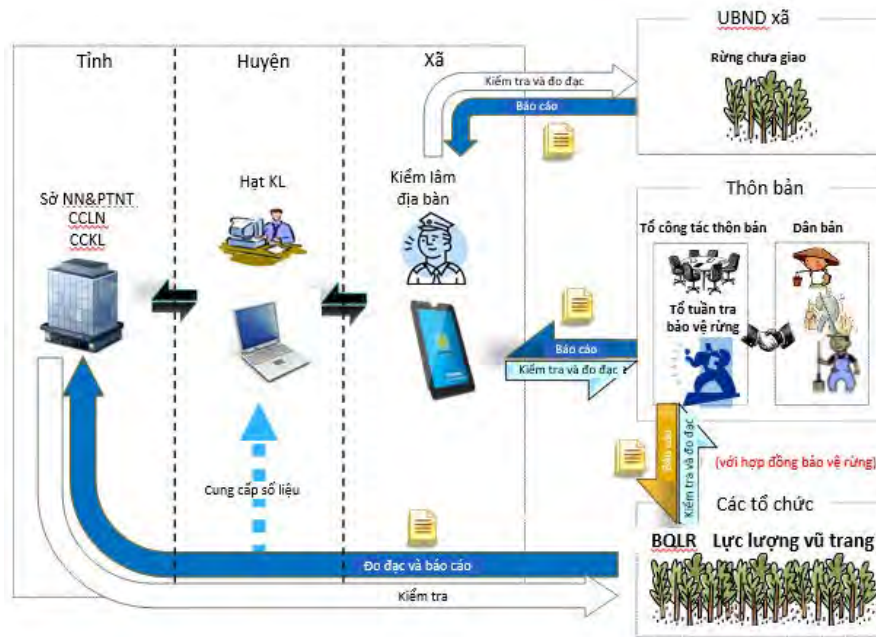 Tỉnh
Huyện
Xã
UBND xã
Rừng chưa giao
Kiểm tra và đo đạc
Báo cáo
Sở NN&PTNT
CCLN
CCKL
Hạt KL
Kiểm lâm
địa bàn
Thôn bản
Tổ công tác thôn bản
Dân bản
Tổ tuần tra
bảo vệ rừng
Báo cáo
Kiểm tra và đo đạc
Báo cáo
Kiểm tra và đo đạc
(với hợp đồng bảo vệ rừng)
Cung cấp số liệu
Các tổ chức
BQLR Lực lượng vũ trang
Đo đạc và báo cáo
Kiểm tra